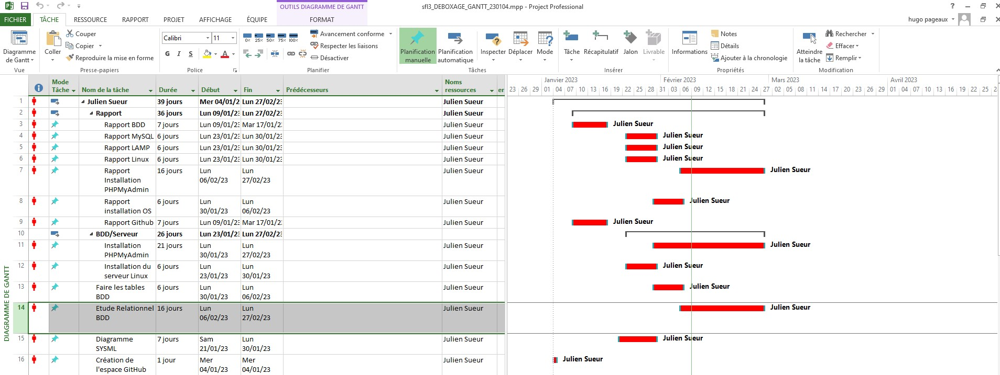 OUTILS DIAGRAMME DE GANTT
sfl3_DEBOXAGE_GANTT_230104.mpp - Project Professional
FICHIER TÂCHE RESSOURCE RAPPORT PROJET AFFICHAGE ÉQUIPE FORMAT
hugo pageaux
Diagramme de Gantt
Vue
Coller
Couper
Copier
Reproduire la mise en forme
Presse-papiers
Calibri 11
G I S A
Police
0% 25% 50% 75% 100%
Avancement conforme
Respecter les liaisons
Désactiver
Planifier
Planification manuelle
Planification automatique
Inspecter Déplacer Mode
Tâches
Tâche Récapitulatif Jalon Livrable
Insérer
Informations
Notes
Détails
Ajouter à la chronologie
Propriétés
Atteindre la tâche
Rechercher
Effacer
Remplir
Modification
Mode Tâche Nom de la tâche Durée Début Fin Prédécesseurs Noms ressources er
Janvier 2023 Février 2023 Mars 2023 Avril 2023
23 26 29 01 04 07 10 13 16 19 22 25 28 31 03 06 09 12 15 18 21 24 27 02 05 08 11 14 17 20 23 26 29 01 04 07 10 13 16 19 22 25 2
1 Julien Sueur 39 jours Mer 04/01/2 Lun 27/02/23 Julien Sueur
2 Rapport 36 jours Lun 09/01/23 Lun 27/02/23 Julien Sueur
3 Rapport BDD 7 jours Lun 09/01/23 Mar 17/01/2 Julien Sueur Julien Sueur
4 Rapport MySQL 6 jours Lun 23/01/23 Lun 30/01/23 Julien Sueur Julien Sueur
5 Rapport LAMP 6 jours Lun 23/01/23 Lun 30/01/23 Julien Sueur Julien Sueur
6 Rapport Linux 6 jours Lun 23/01/23 Lun 30/01/23 Julien Sueur Julien Sueur
7 Rapport Installation PHPMyAdmin 16 jours Lun 06/02/23 Lun 27/02/23 Julien Sueur Julien Sueur
8 Rapport installation OS 6 jours Lun 30/01/23 Lun 06/02/23 Julien Sueur Julien Sueur
9 Rapport Github 7 jours Lun 09/01/23 Mar 17/01/2 Julien Sueur Julien Sueur
10 BDD/Serveur 26 jours Lun 23/01/23 Lun 27/02/23 Julien Sueur
11 Installation PHPMyAdmin 21 jours Lun 30/01/23 Lun 27/02/23 Julien Sueur Julien Sueur
12 Installation du serveur Linux 6 jours Lun 23/01/23 Lun 30/01/23 Julien Sueur Julien Sueur
13 Faire les tables BDD 6 jours Lun 30/01/23 Lun 06/02/23 Julien Sueur Julien Sueur
14 Etude Relationnel BDD 16 jours Lun 06/02/23 Lun 27/02/23 Julien Sueur Julien Sueur
15 Diagramme SYSML 7 jours Sam 21/01/23 Lun 30/01/23 Julien Sueur Julien Sueur
16 Création de l'espace GitHub 1 jour Mer 04/01/23 Mer 04/01/23 Julien Sueur Julien Sueur
DIAGRAMME DE GANTT